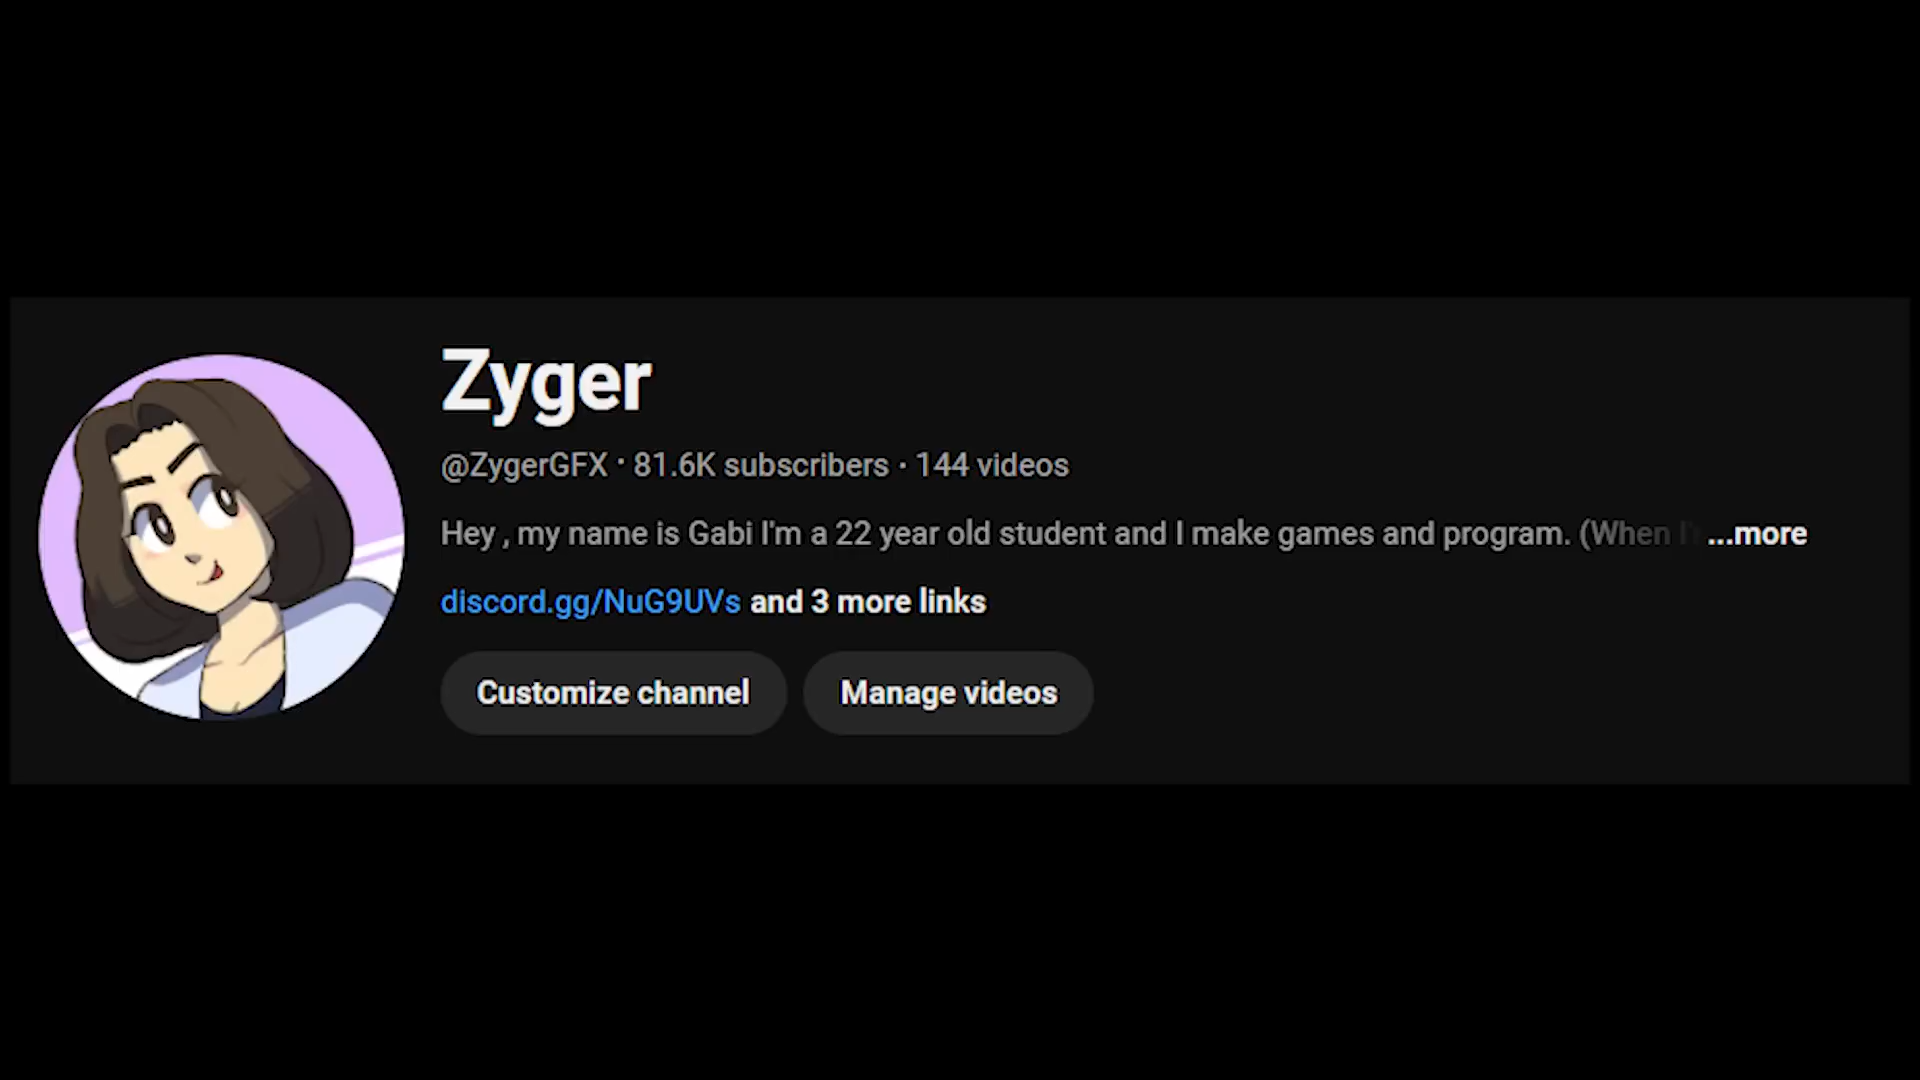 Zyger
@ZygerGFX · 81.6K subscribers · 144 videos
Hey , my name is Gabi I'm a 22 year old student and I make games and program. (When ...more
discord.gg/NuG9UVs and 3 more links
Customize channel Manage videos